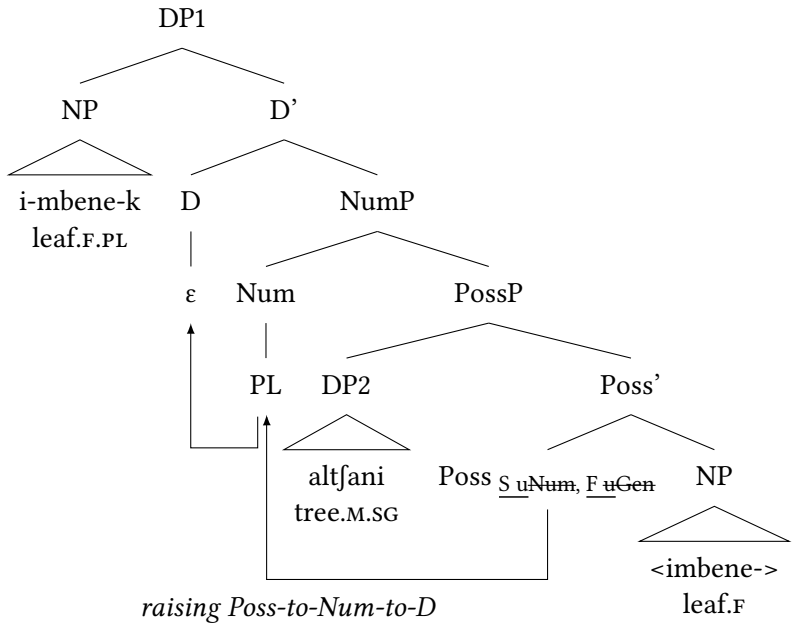 DP1
NP D’
i-mbene-k D NumP
leaf.F.PL
ɛ Num PossP
PL DP2 Poss’
altʃani Poss S uNum, F uGen NP
tree.M.SG
<imbene->
raising Poss-to-Num-to-D leaf.F